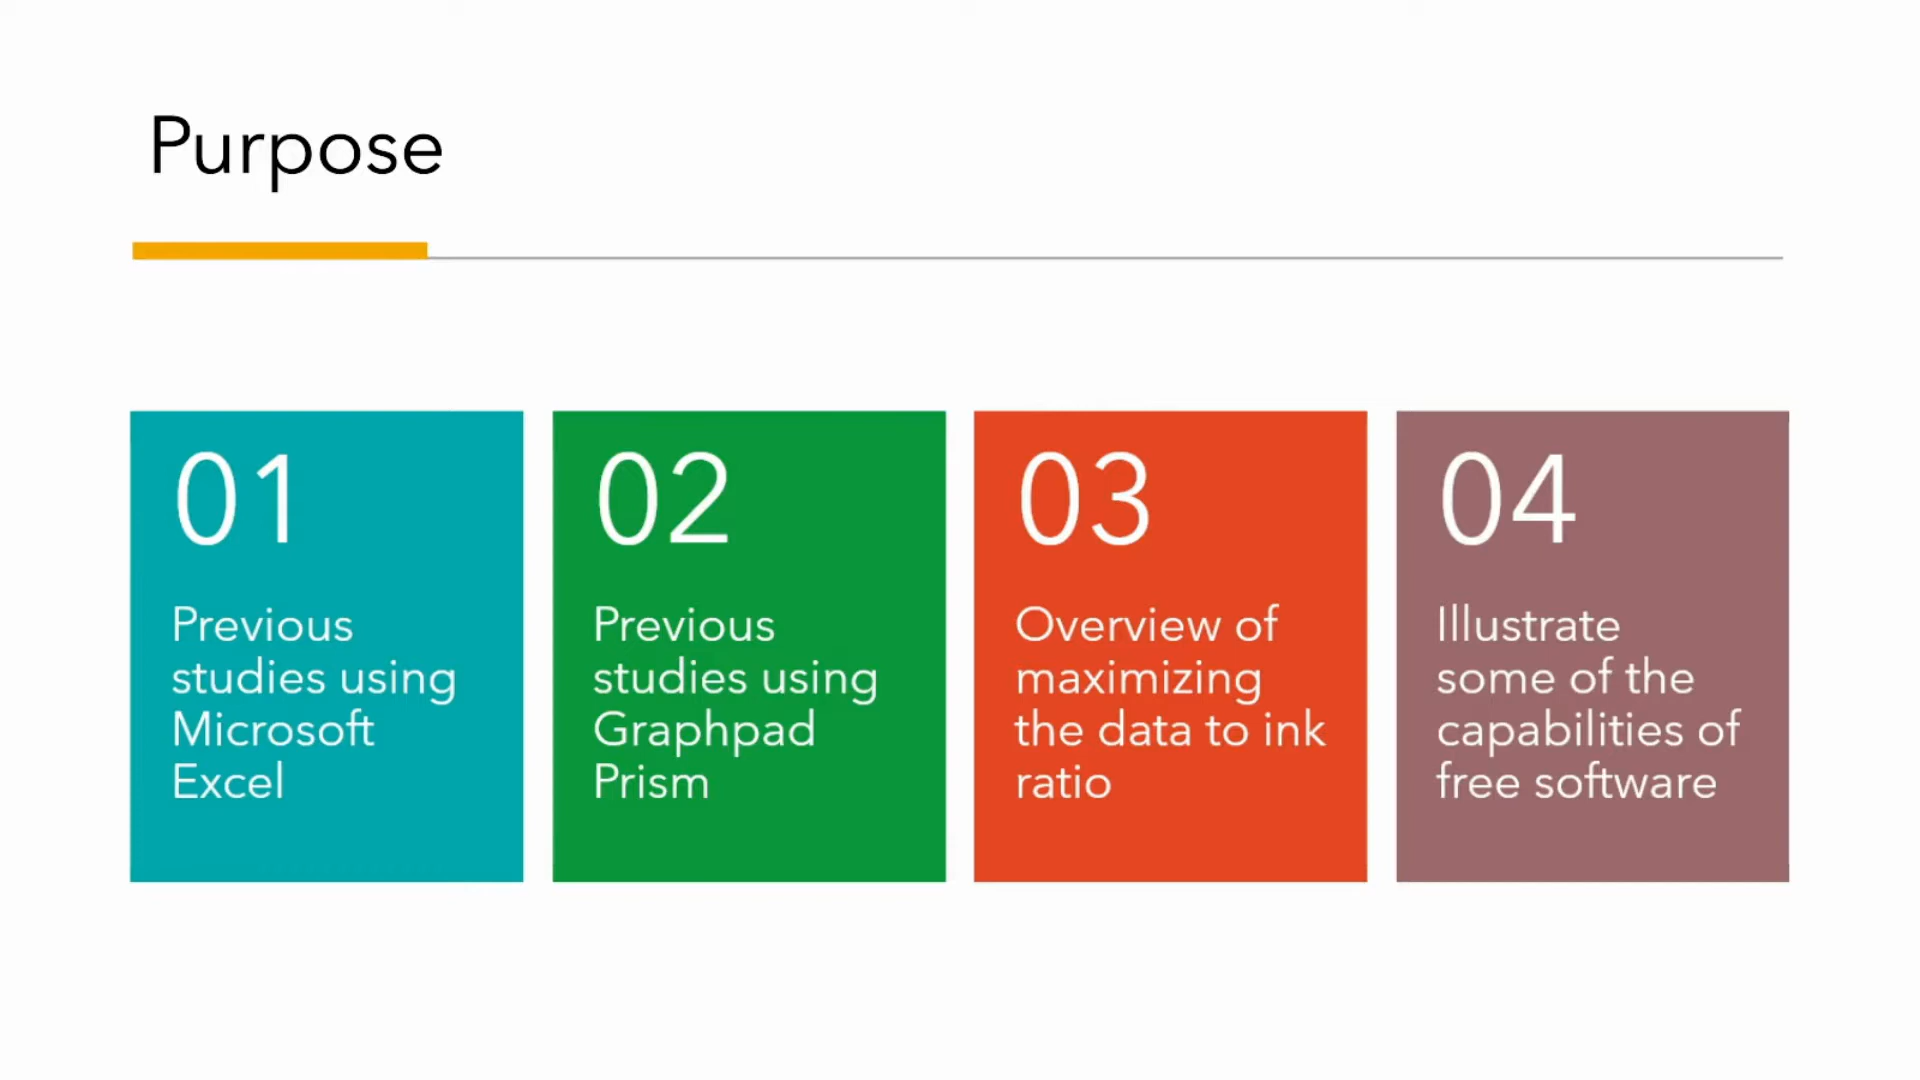 Purpose
01
Previous
studies using
Microsoft
Excel
02
Previous
studies using
Graphpad
Prism
03
Overview of
maximizing
the data to ink
ratio
04
Illustrate
some of the
capabilities of
free software